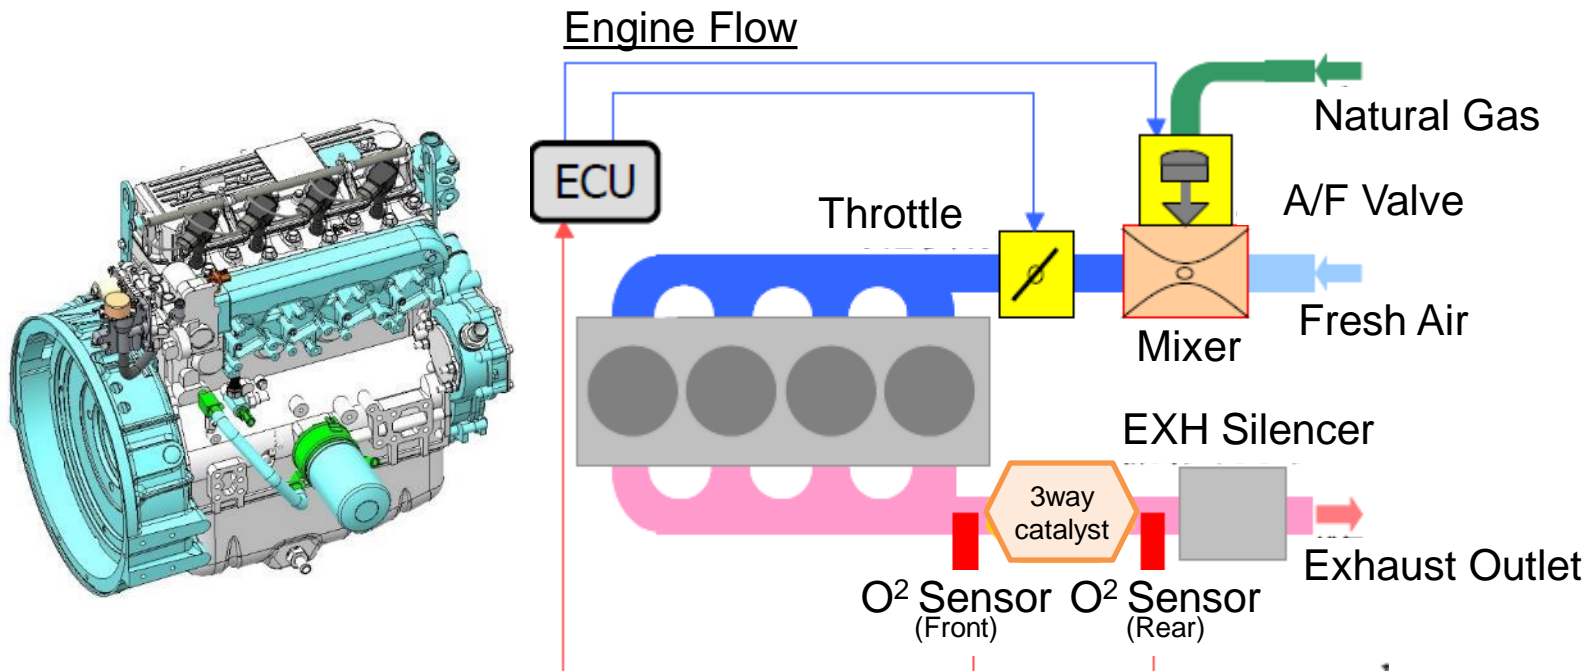 Engine Flow
Natural Gas
ECU
A/F Valve
Throttle
Fresh Air
Mixer
EXH Silencer
3way
catalyst
Exhaust Outlet
O² Sensor
(Front)
O² Sensor
(Rear)